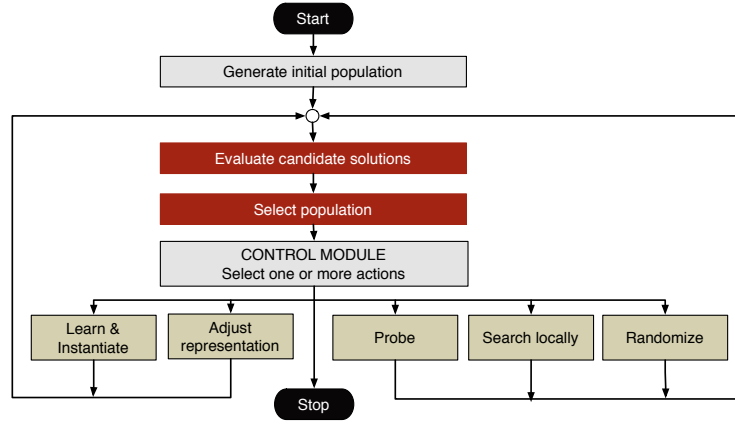 Start
Generate initial population
Evaluate candidate solutions
Select population
CONTROL MODULE
Select one or more actions
Learn &
Instantiate
Adjust
representation
Probe
Search locally
Randomize
Stop